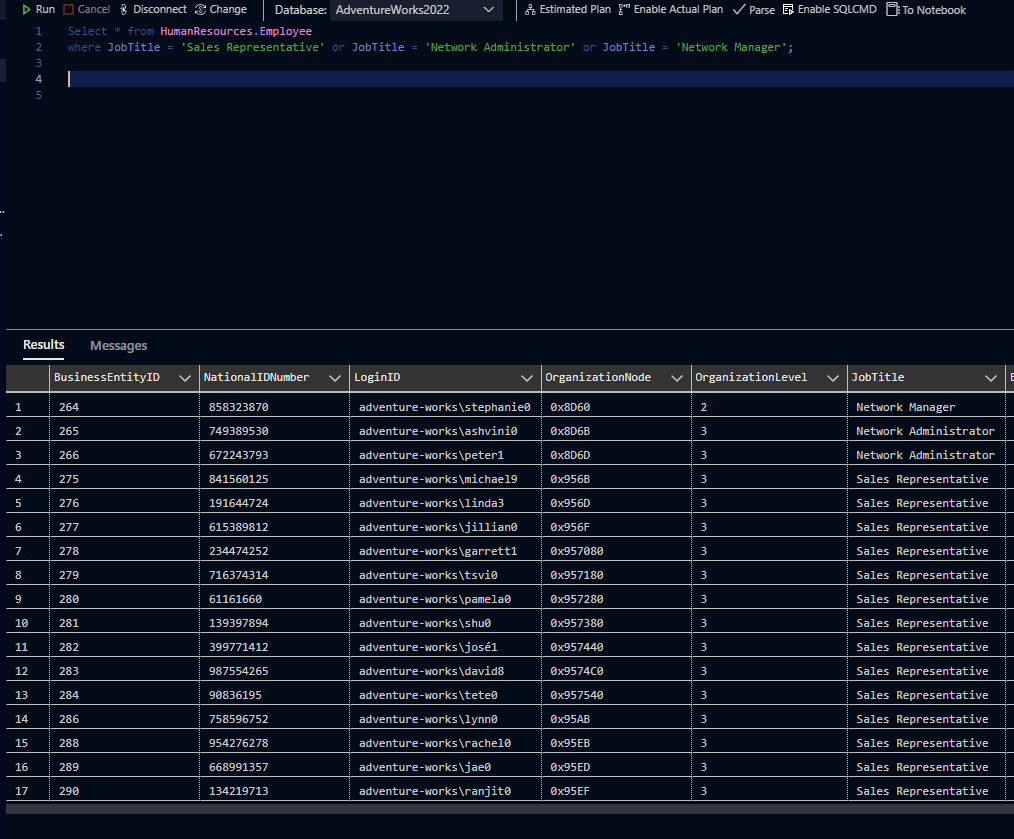 Run Cancel Disconnect Change Database: AdventureWorks2022 Estimated Plan Enable Actual Plan Parse Enable SQLCMD To Notebook
1 Select * from HumanResources.Employee
2 where JobTitle = 'Sales Representative' or JobTitle = 'Network Administrator' or JobTitle = 'Network Manager';
3
4
5
Results Messages
BusinessEntityID NationalIDNumber LoginID OrganizationNode OrganizationLevel JobTitle
1 264 858323870 adventure-works\stephanie0 0x8D60 2 Network Manager
2 265 749389530 adventure-works\ashvini0 0x8D6B 3 Network Administrator
3 266 672243793 adventure-works\peter1 0x8D6D 3 Network Administrator
4 275 841560125 adventure-works\michael9 0x956B 3 Sales Representative
5 276 191644724 adventure-works\linda3 0x956D 3 Sales Representative
6 277 615389812 adventure-works\jillian0 0x956F 3 Sales Representative
7 278 234474252 adventure-works\garrett1 0x957080 3 Sales Representative
8 279 716374314 adventure-works\tsvi0 0x957180 3 Sales Representative
9 280 61161660 adventure-works\pamela0 0x957280 3 Sales Representative
10 281 139397894 adventure-works\shu0 0x957380 3 Sales Representative
11 282 399771412 adventure-works\josé1 0x957440 3 Sales Representative
12 283 987554265 adventure-works\david8 0x9574C0 3 Sales Representative
13 284 90836195 adventure-works\tete0 0x957540 3 Sales Representative
14 286 758596752 adventure-works\lynn0 0x95AB 3 Sales Representative
15 288 954276278 adventure-works\rachel0 0x95EB 3 Sales Representative
16 289 668991357 adventure-works\jae0 0x95ED 3 Sales Representative
17 290 134219713 adventure-works\ranjit0 0x95EF 3 Sales Representative